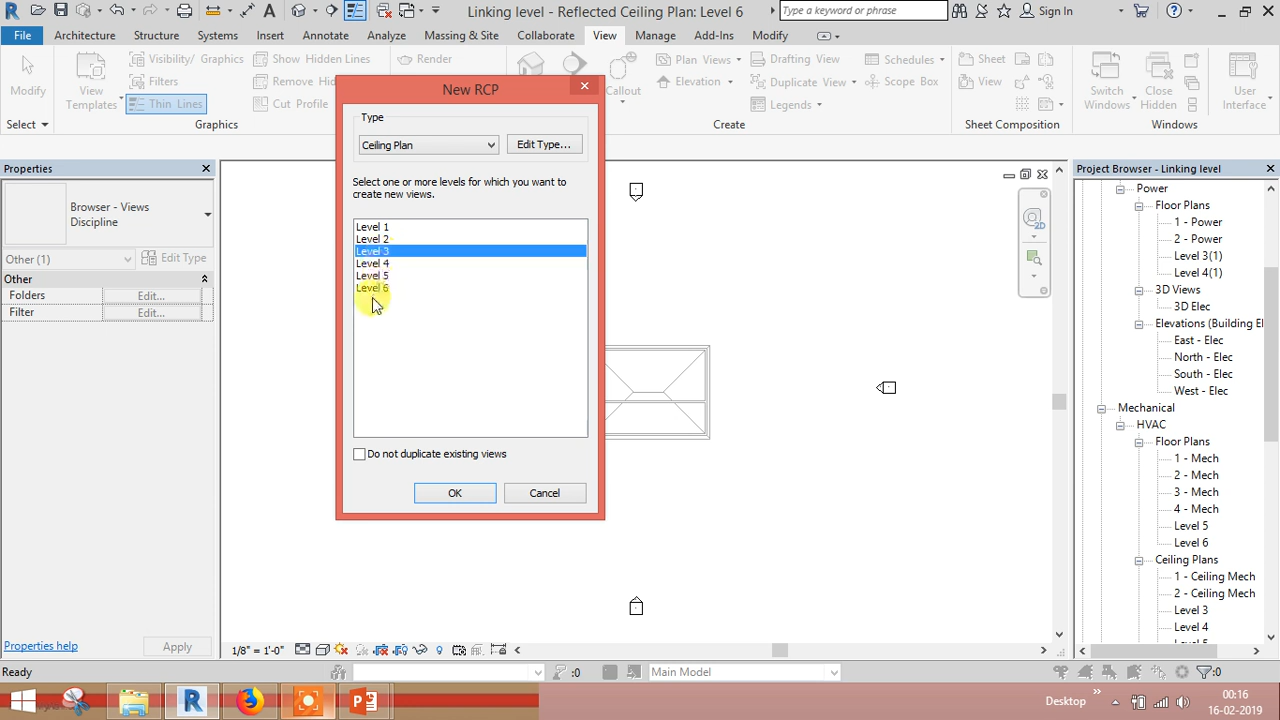 Linking level - Reflected Ceiling Plan: Level 6
Type a keyword or phrase
Sign In
File Architecture Structure Systems Insert Annotate Analyze Massing & Site Collaborate View Manage Add-Ins Modify
Modify
View Templates
Visibility/ Graphics
Filters
Thin Lines
Show Hidden Lines
Remove Hid
Cut Profile
Render
Callout
Plan Views
Elevation
Drafting View
Duplicate View
Legends
Schedules
Scope Box
Sheet
View
Switch Windows
Close Hidden
User Interface
Select
Graphics
Create
Sheet Composition
Windows
Properties
Browser - Views
Discipline
Other (1)
Edit Type
Other
Folders Edit...
Filter Edit...
Properties help
Apply
New RCP
Type
Ceiling Plan
Edit Type...
Select one or more levels for which you want to
create new views.
Level 1
Level 2
Level 3
Level 4
Level 5
Level 6
Do not duplicate existing views
OK
Cancel
2D
Project Browser - Linking level
Power
Floor Plans
1 - Power
2 - Power
Level 3(1)
Level 4(1)
3D Views
3D Elec
Elevations (Building El
East - Elec
North - Elec
South - Elec
West - Elec
Mechanical
HVAC
Floor Plans
1 - Mech
2 - Mech
3 - Mech
4 - Mech
Level 5
Level 6
Ceiling Plans
1 - Ceiling Mech
2 - Ceiling Mech
Level 3
Level 4
1/8" = 1'-0"
Ready
:0
Main Model
:0
Desktop
00:16
16-02-2019